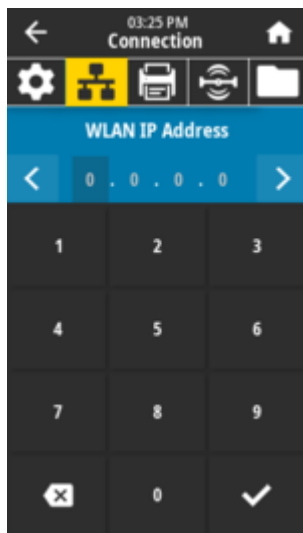 03:25 PM
Connection
WLAN IP Address
0 . 0 . 0 . 0
1 2 3
4 5 6
7 8 9
0